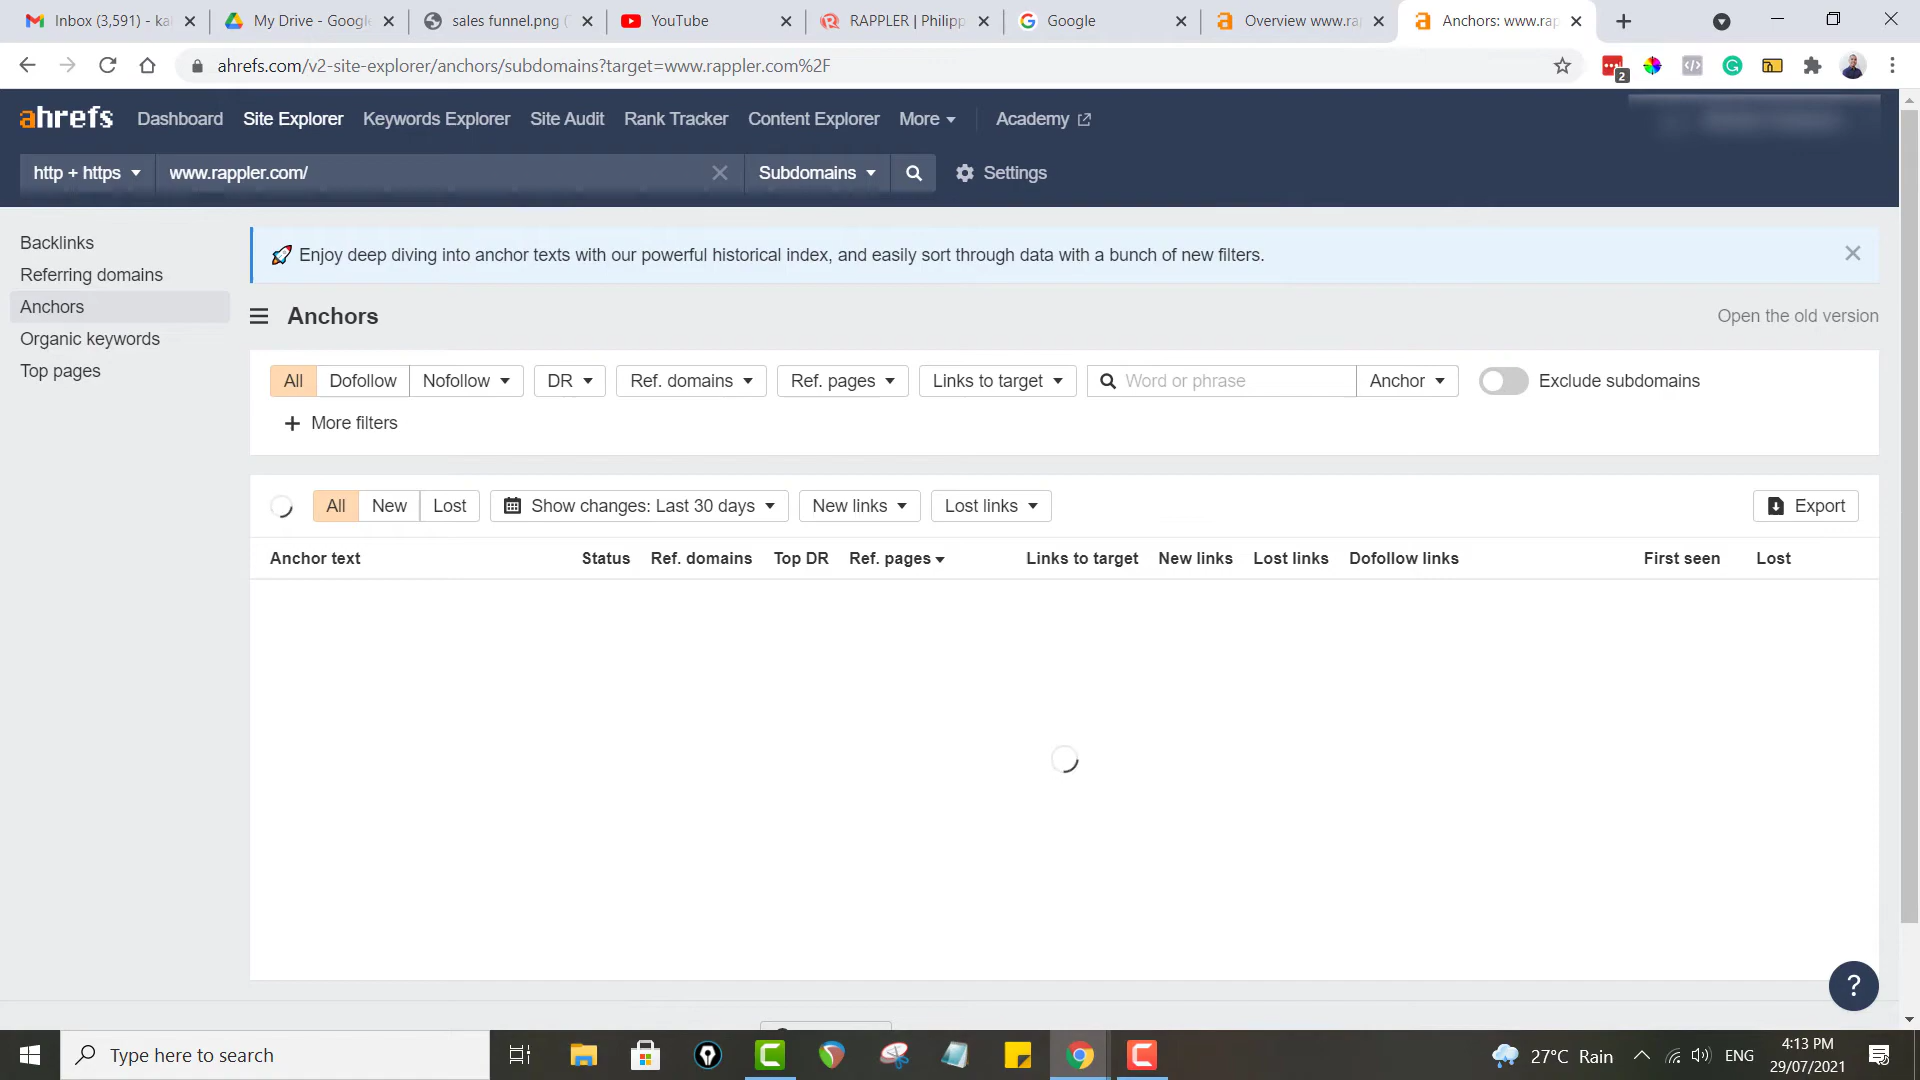 Inbox (3,591) - ka
My Drive - Google
sales funnel.png (
YouTube
RAPPLER | Philipp
Google
Overview www.ra
Anchors: www.rap
ahrefs.com/v2-site-explorer/anchors/subdomains?target=www.rappler.com%2F
2
ahrefs Dashboard Site Explorer Keywords Explorer Site Audit Rank Tracker Content Explorer More Academy
http + https www.rappler.com/ Subdomains Settings
Backlinks
Referring domains
Anchors
Organic keywords
Top pages
Enjoy deep diving into anchor texts with our powerful historical index, and easily sort through data with a bunch of new filters.
Anchors
Open the old version
All Dofollow Nofollow DR Ref. domains Ref. pages Links to target Word or phrase Anchor Exclude subdomains
+ More filters
All New Lost Show changes: Last 30 days New links Lost links Export
Anchor text Status Ref. domains Top DR Ref. pages Links to target New links Lost links Dofollow links First seen Lost
?
Type here to search
27°C Rain
ENG
4:13 PM
29/07/2021